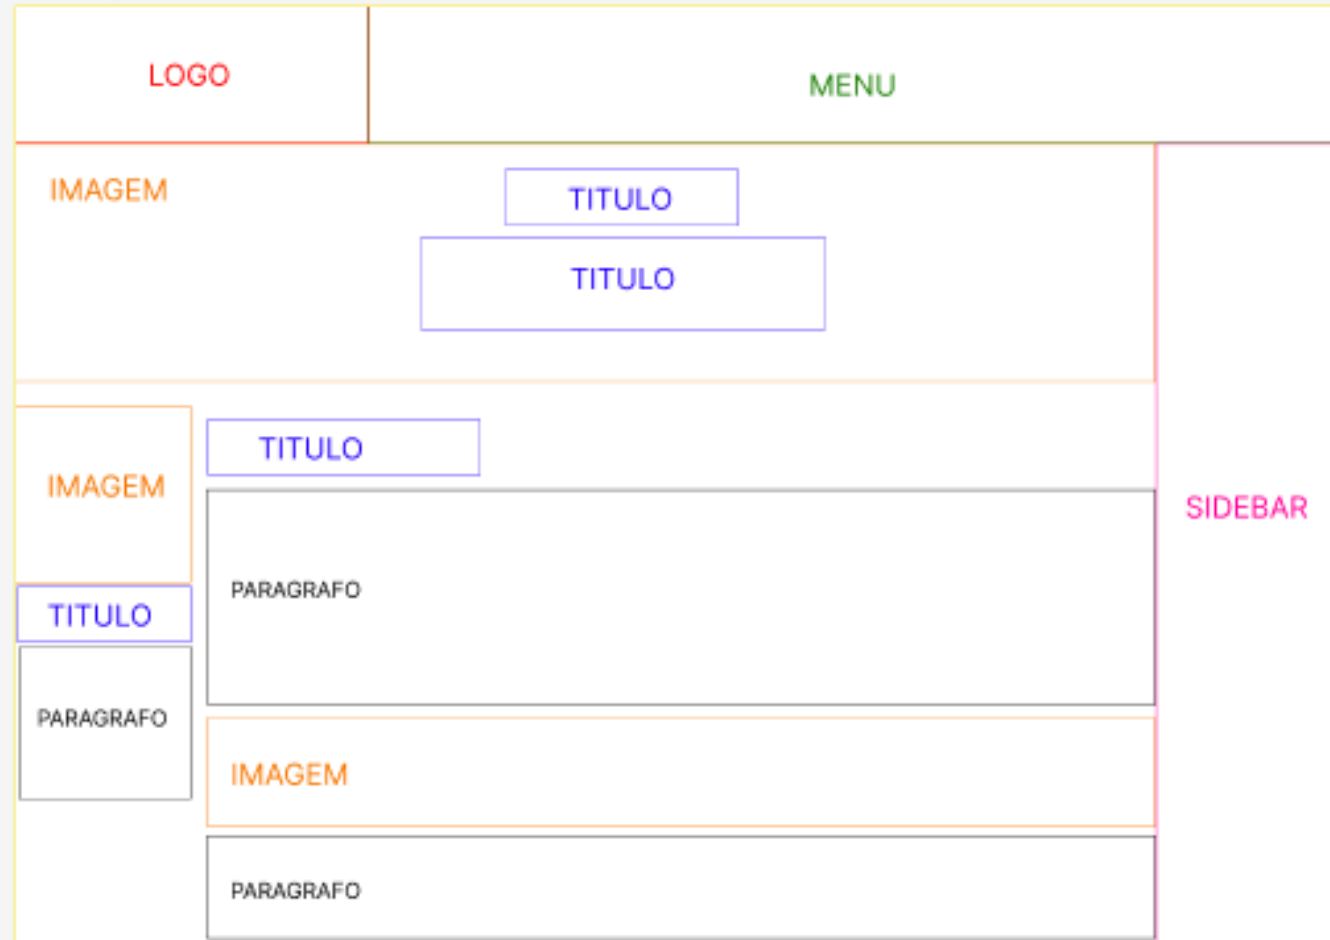 LOGO
MENU
IMAGEM
TITULO
TITULO
IMAGEM
TITULO
PARAGRAFO
TITULO
PARAGRAFO
IMAGEM
PARAGRAFO
SIDEBAR